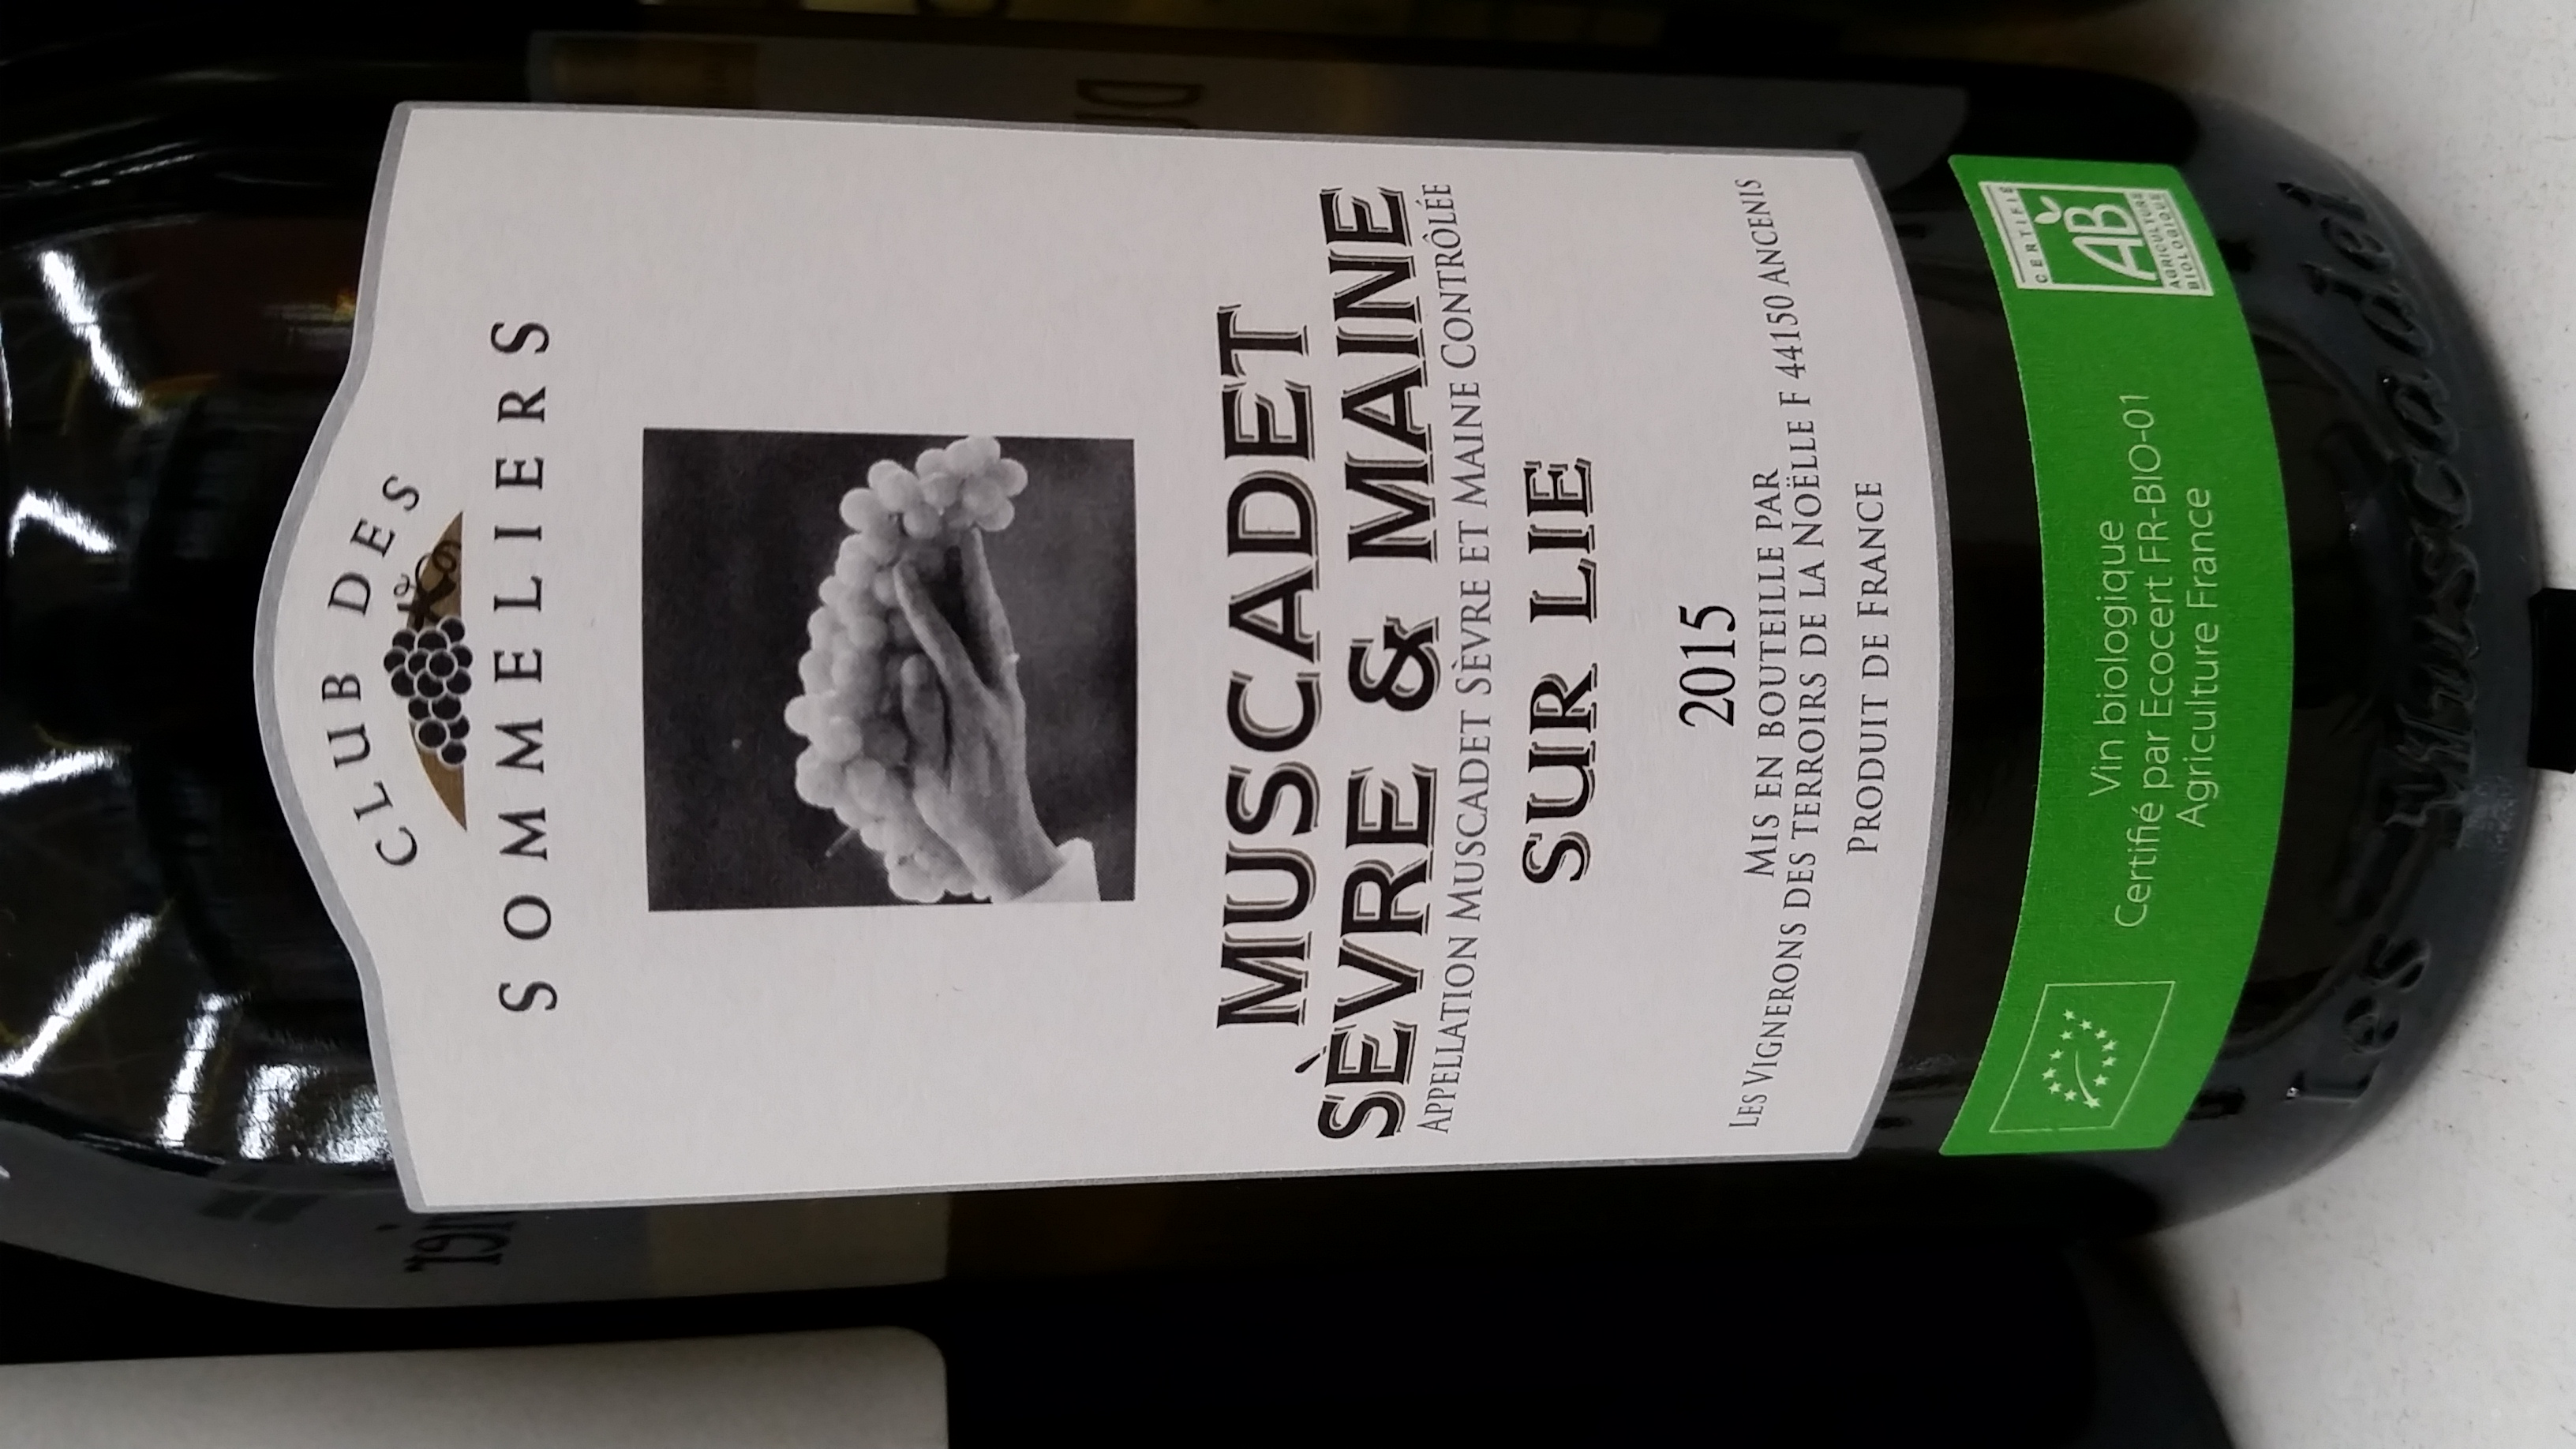 CLUB DES
SOMMELIERS
MUSCADET
SÈVRE & MAINE
APPELLATION MUSCADET SÈVRE ET MAINE CONTRÔLÉE
SUR LIE
2015
MIS EN BOUTEILLE PAR
LES VIGNERONS DES TERROIRS DE LA NOËLLE F 44150 ANCENIS
PRODUIT DE FRANCE
Vin biologique
Certifié par Ecocert FR-BIO-01
Agriculture France
CERTIFIÉ
AB
AGRICULTURE
BIOLOGIQUE
Les Muscadet